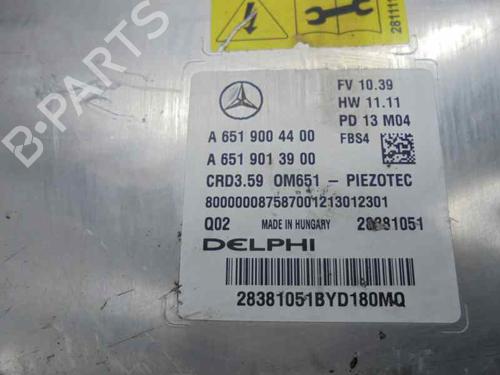 281111
FV 10.39
HW 11.11
PD 13 M04
FBS4
A 651 900 44 00
A 651 901 39 00
CRD3.59 OM651 - PIEZOTEC
800000087587001213012301
Q02 MADE IN HUNGARY 28381051
DELPHI
28381051BYD180MQ
B-PARTS